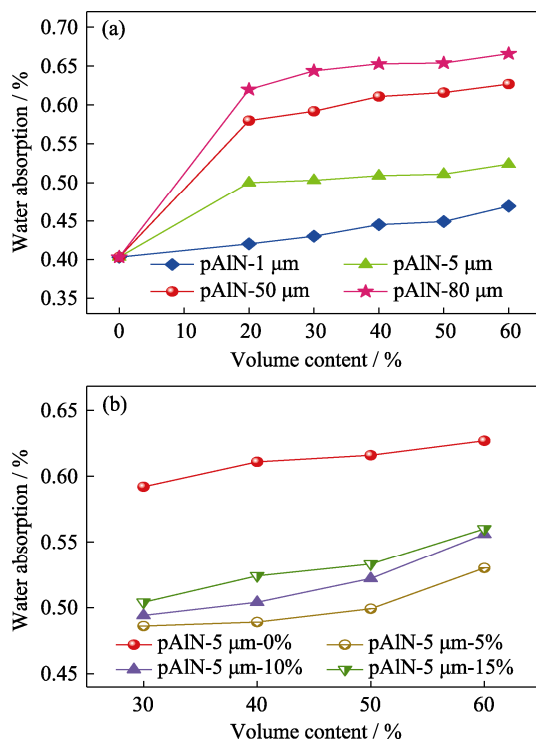 (a)
0.70
0.65
0.60
0.55
0.50
0.45
0.40
0.35
Water absorption / %
pAlN-1 μm
pAlN-5 μm
pAlN-50 μm
pAlN-80 μm
0 10 20 30 40 50 60
Volume content / %
(b)
0.65
0.60
0.55
0.50
0.45
Water absorption / %
pAlN-5 μm-0%
pAlN-5 μm-5%
pAlN-5 μm-10%
pAlN-5 μm-15%
30 40 50 60
Volume content / %